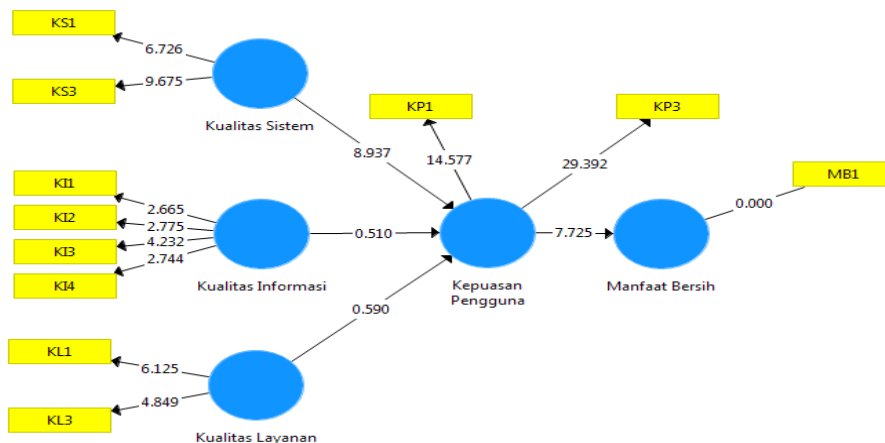 KS1
6.726
9.675
KS3
Kualitas Sistem
8.937
KP1
14.577
KP3
29.392
MB1
0.000
KI1
KI2
KI3
KI4
2.665
2.775
4.232
2.744
Kualitas Informasi
0.510
Kepuasan
Pengguna
7.725
Manfaat Bersih
0.590
KL1
6.125
4.849
KL3
Kualitas Layanan